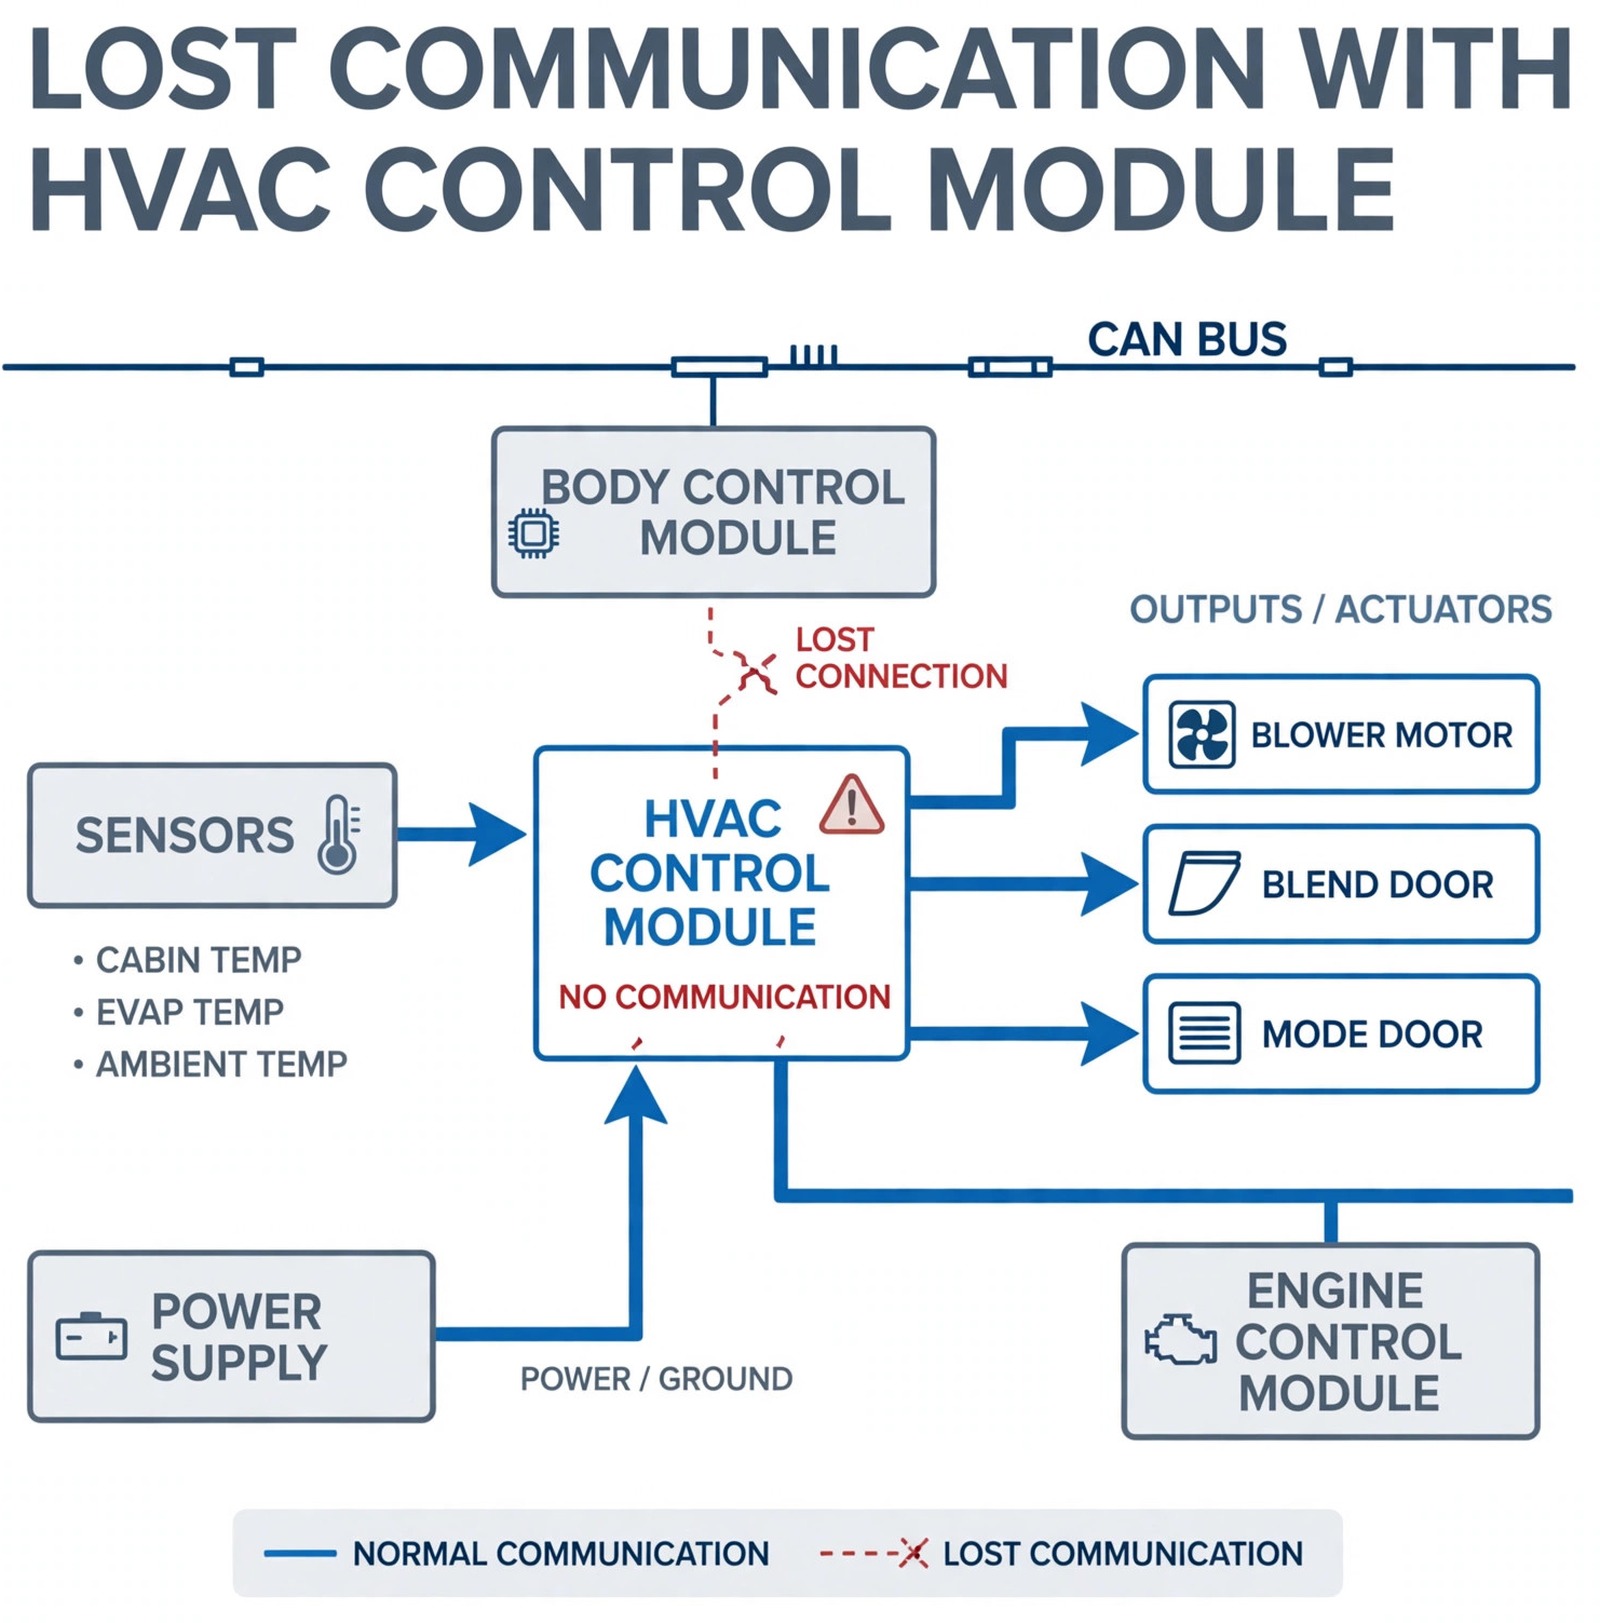 LOST COMMUNICATION WITH
HVAC CONTROL MODULE
CAN BUS
BODY CONTROL
MODULE
LOST
CONNECTION
OUTPUTS / ACTUATORS
BLOWER MOTOR
SENSORS
HVAC
CONTROL
MODULE
NO COMMUNICATION
BLEND DOOR
• CABIN TEMP
• EVAP TEMP
• AMBIENT TEMP
MODE DOOR
POWER
SUPPLY
POWER / GROUND
ENGINE
CONTROL
MODULE
NORMAL COMMUNICATION
LOST COMMUNICATION